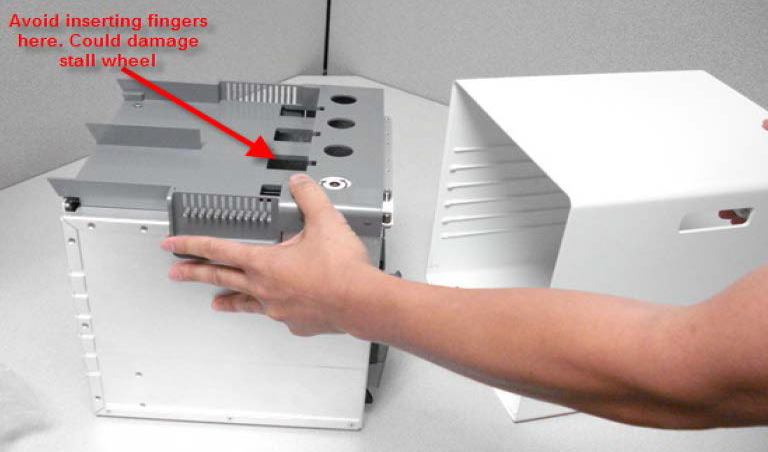 Avoid inserting fingers
here. Could damage
stall wheel